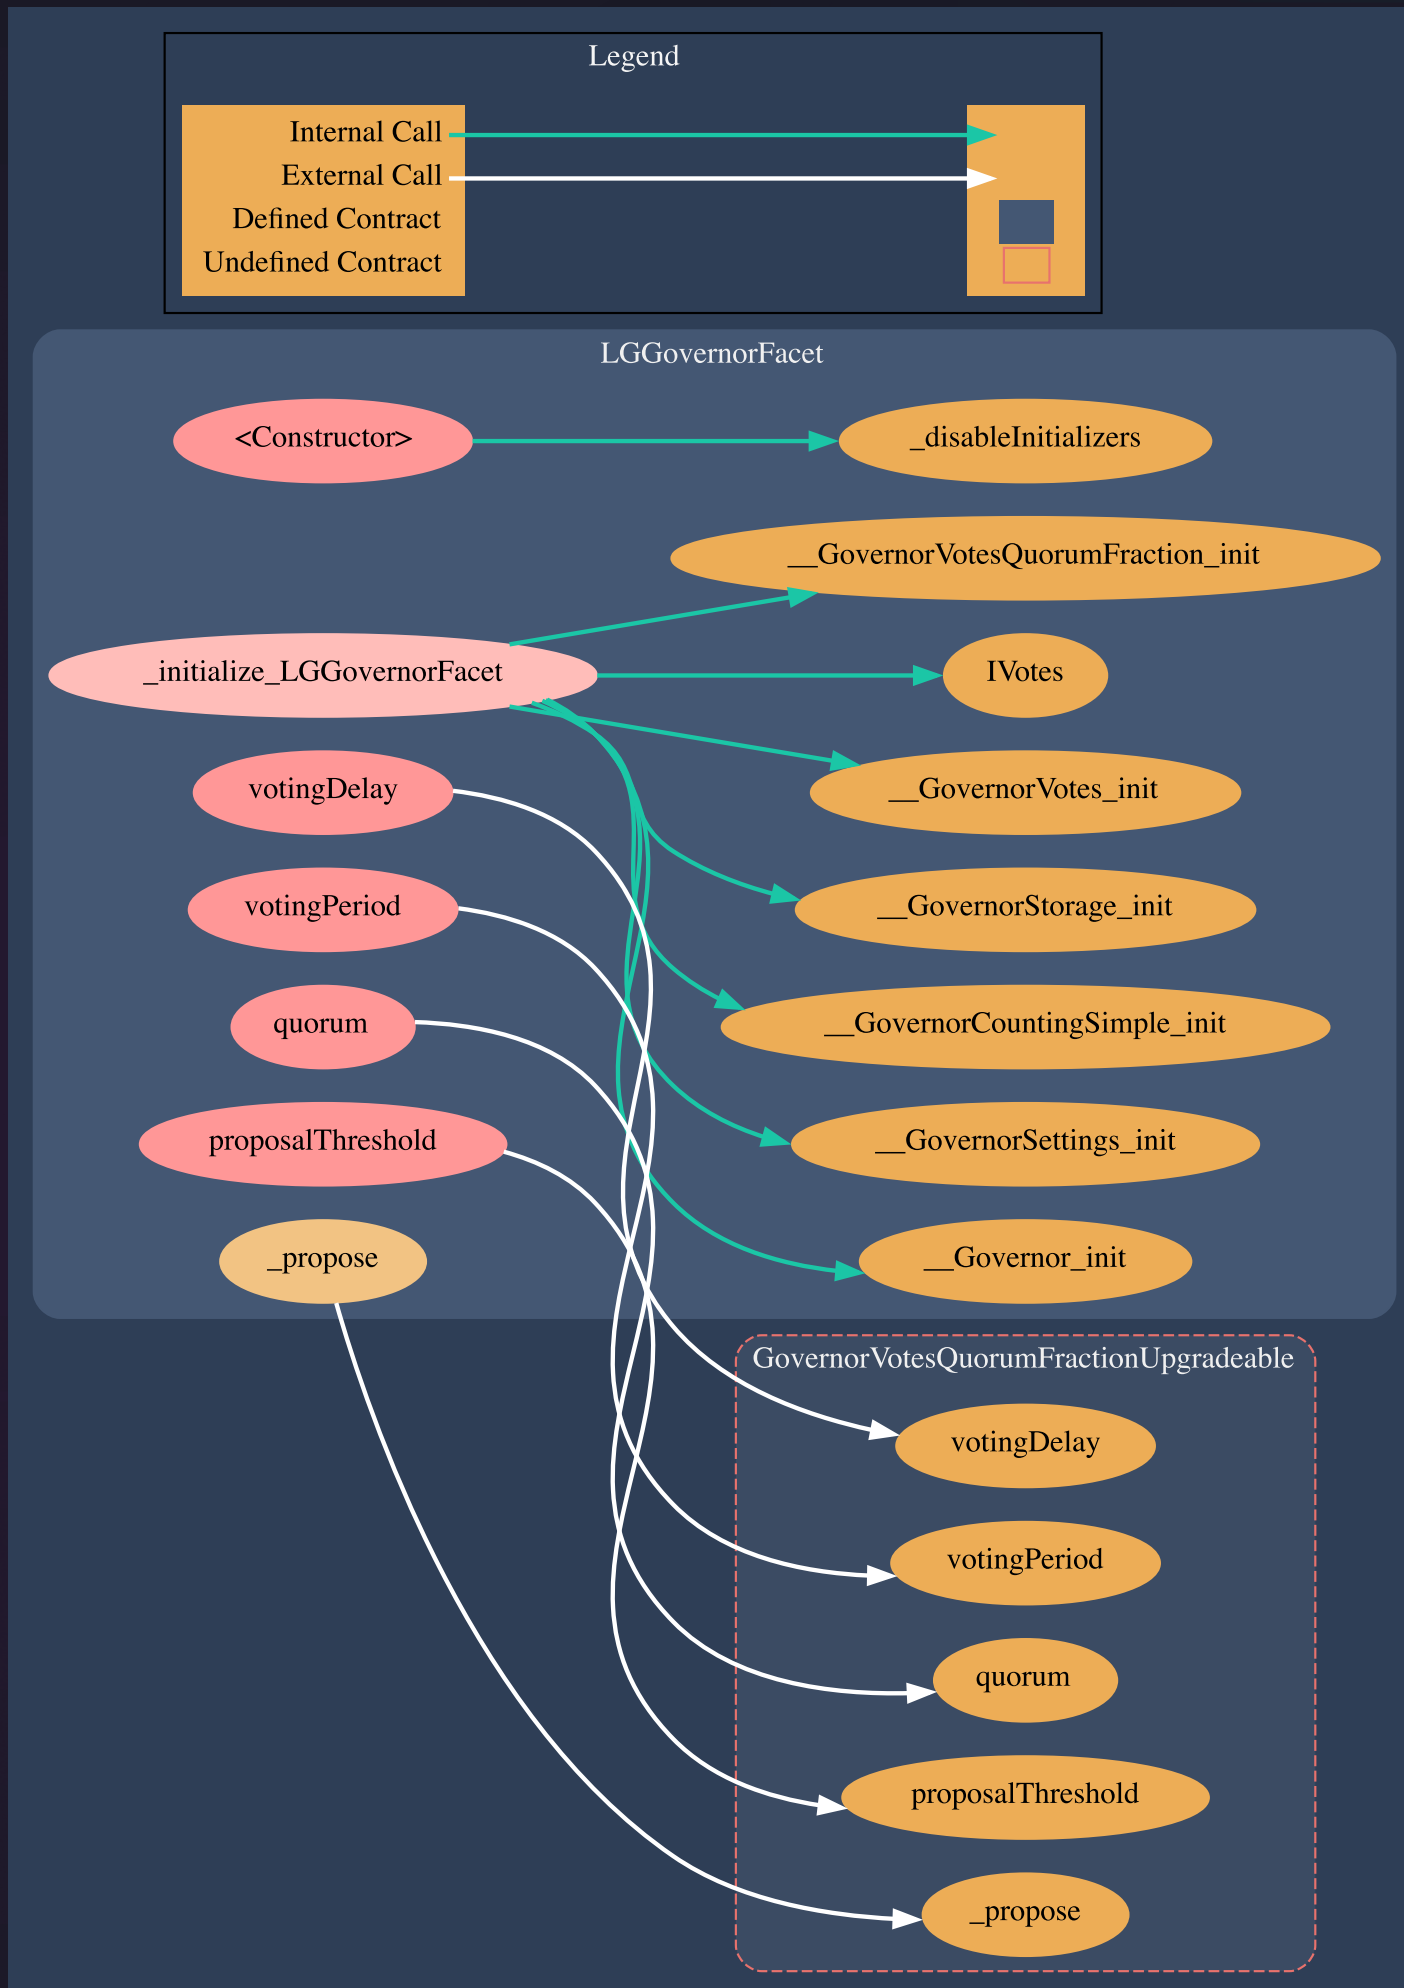 Legend
Internal Call
External Call
Defined Contract
Undefined Contract
LGGovernorFacet
<Constructor>
_disableInitializers
__GovernorVotesQuorumFraction_init
_initialize_LGGovernorFacet
IVotes
votingDelay
__GovernorVotes_init
votingPeriod
__GovernorStorage_init
quorum
__GovernorCountingSimple_init
proposalThreshold
__GovernorSettings_init
_propose
__Governor_init
GovernorVotesQuorumFractionUpgradeable
votingDelay
votingPeriod
quorum
proposalThreshold
_propose